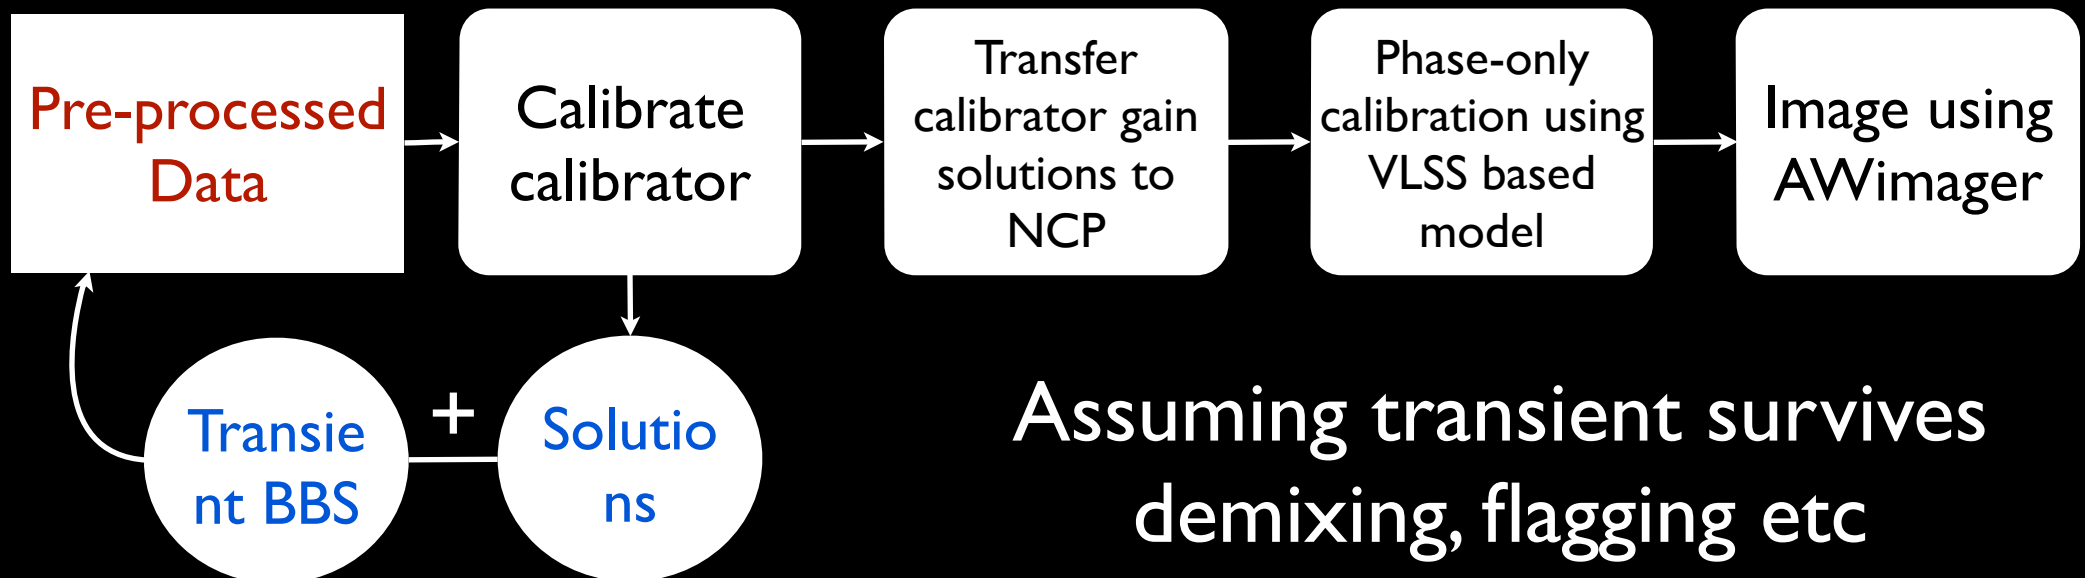 Pre-processed
Data
Calibrate
calibrator
Transfer
calibrator gain
solutions to
NCP
Phase-only
calibration using
VLSS based
model
Image using
AWimager
Transie
nt BBS
+
Solutio
ns
Assuming transient survives
demixing, flagging etc